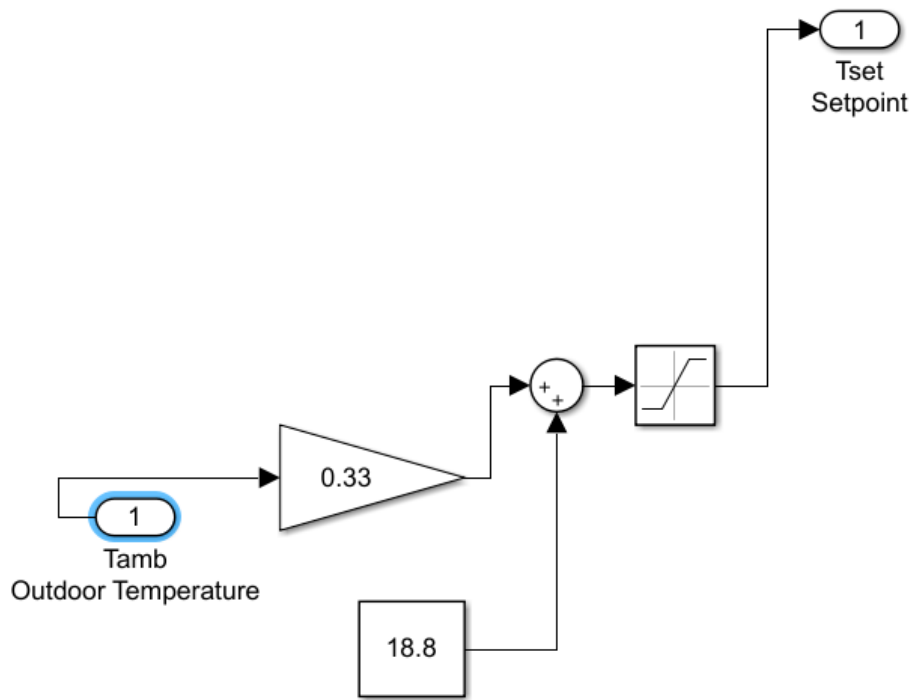 1
Tset
Setpoint
+
+
0.33
1
Tamb
Outdoor Temperature
18.8